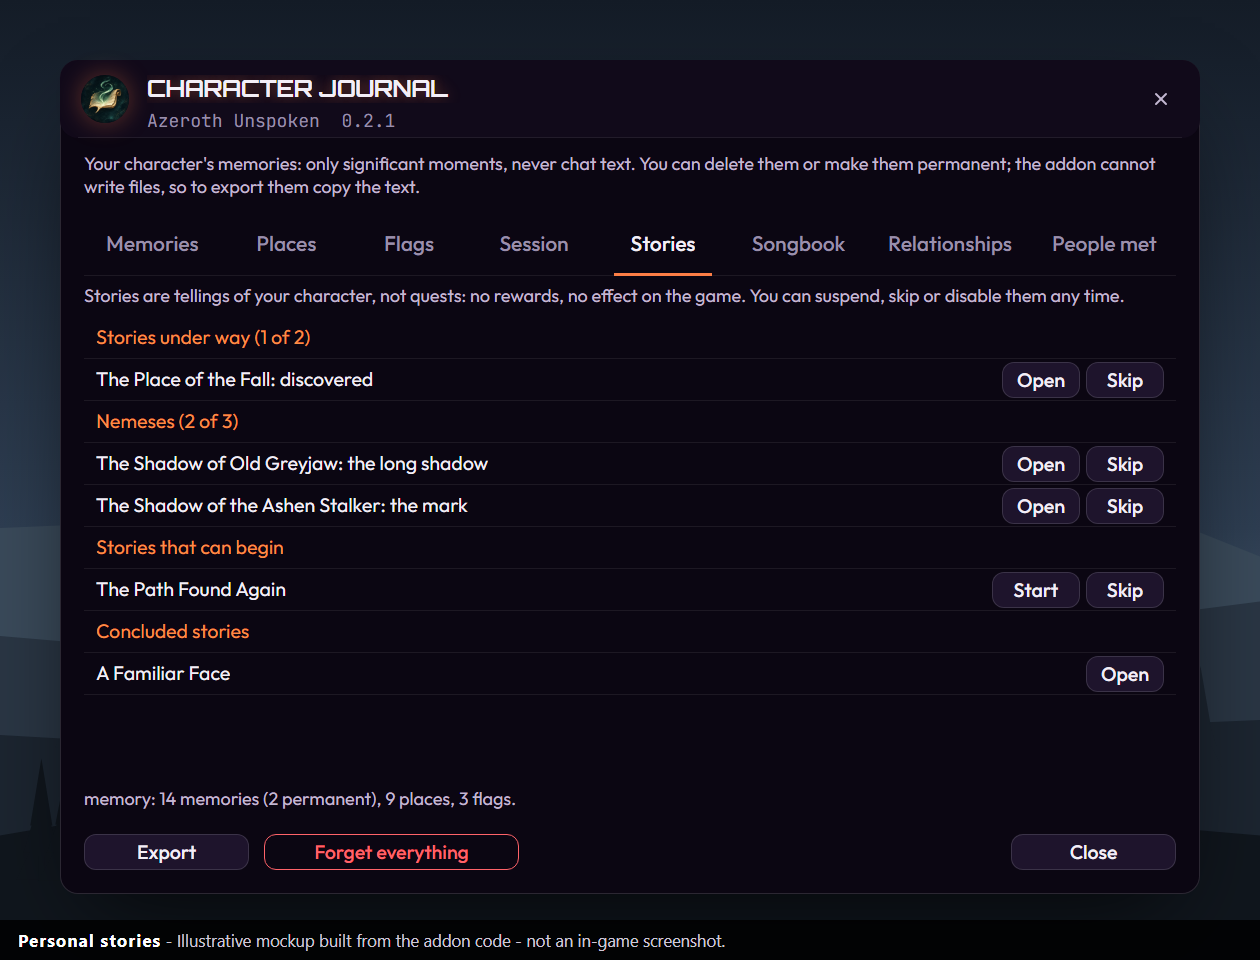 CHARACTER JOURNAL
Azeroth Unspoken 0.2.1
Your character's memories: only significant moments, never chat text. You can delete them or make them permanent; the addon cannot
write files, so to export them copy the text.
Memories Places Flags Session Stories Songbook Relationships People met
Stories are tellings of your character, not quests: no rewards, no effect on the game. You can suspend, skip or disable them any time.
Stories under way (1 of 2)
The Place of the Fall: discovered Open Skip
Nemeses (2 of 3)
The Shadow of Old Greyjaw: the long shadow Open Skip
The Shadow of the Ashen Stalker: the mark Open Skip
Stories that can begin
The Path Found Again Start Skip
Concluded stories
A Familiar Face Open
memory: 14 memories (2 permanent), 9 places, 3 flags.
Export Forget everything Close
Personal stories - Illustrative mockup built from the addon code - not an in-game screenshot.